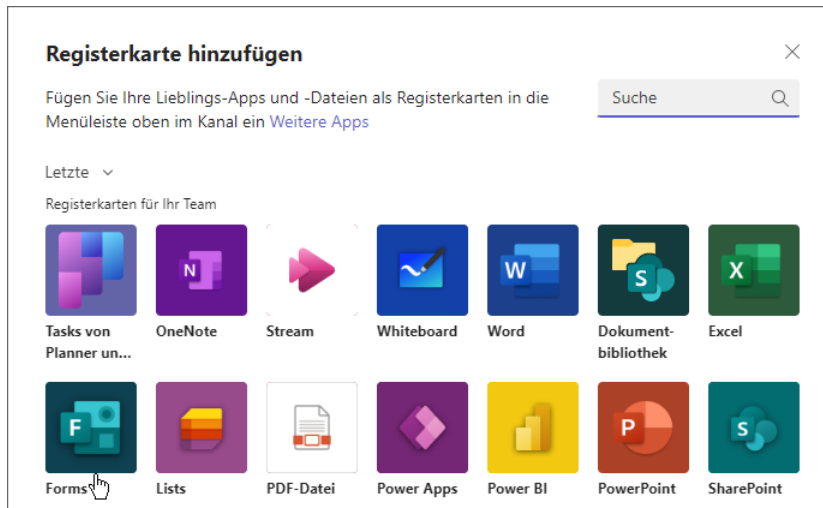 Registerkarte hinzufügen
Fügen Sie Ihre Lieblings-Apps und -Dateien als Registerkarten in die
Menüleiste oben im Kanal ein Weitere Apps
Suche
Letzte
Registerkarten für Ihr Team
N
W
S
X
Tasks von
Planner un...
OneNote
Stream
Whiteboard
Word
Dokument-
bibliothek
Excel
F
P
S
Forms
Lists
PDF-Datei
Power Apps
Power BI
PowerPoint
SharePoint